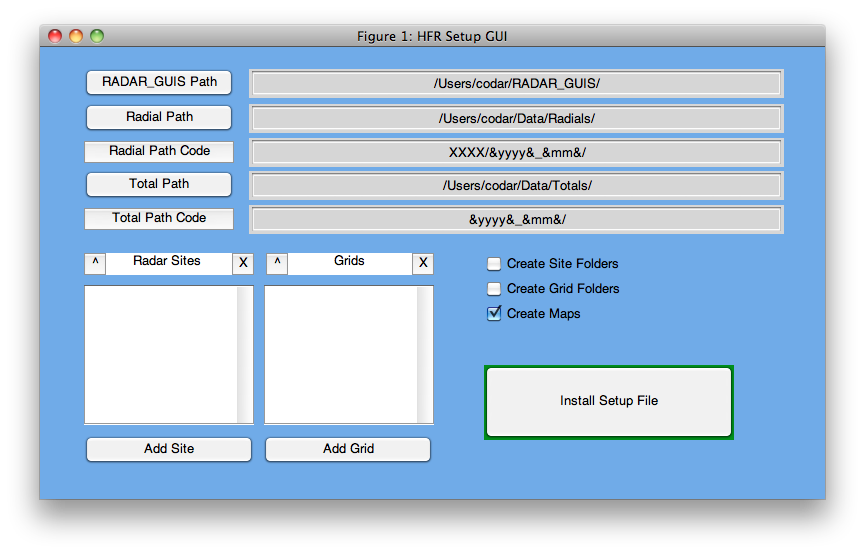 Figure 1: HFR Setup GUI
RADAR_GUIS Path /Users/codar/RADAR_GUIS/
Radial Path /Users/codar/Data/Radials/
Radial Path Code XXXX/&yyyy&_&mm&/
Total Path /Users/codar/Data/Totals/
Total Path Code &yyyy&_&mm&/
^ Radar Sites X ^ Grids X
Create Site Folders
Create Grid Folders
Create Maps
Install Setup File
Add Site Add Grid